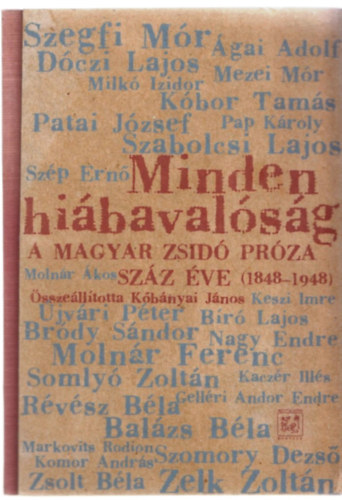 Szegfi Mór
Ágai Adolf
Dóczi Lajos
Mezei Mór
Milkó Izidor
Kóbor Tamás
Patai József
Pap Károly
Szabolcsi Lajos
Szép Ernő
Minden
hiábavalóság
A MAGYAR ZSIDÓ PRÓZA
Molnár Ákos
SZÁZ ÉVE (1848-1948)
Összeállította Kőbányai János
Keszi Imre
Ujvári Péter
Biró Lajos
Bródy Sándor
Nagy Endre
Molnár Ferenc
Somlyó Zoltán
Kaczér Illés
Gelléri Andor Endre
Révész Béla
Balázs Béla
Markovits Rodion
Szomory Dezső
Komor András
Zsolt Béla
Zelk Zoltán